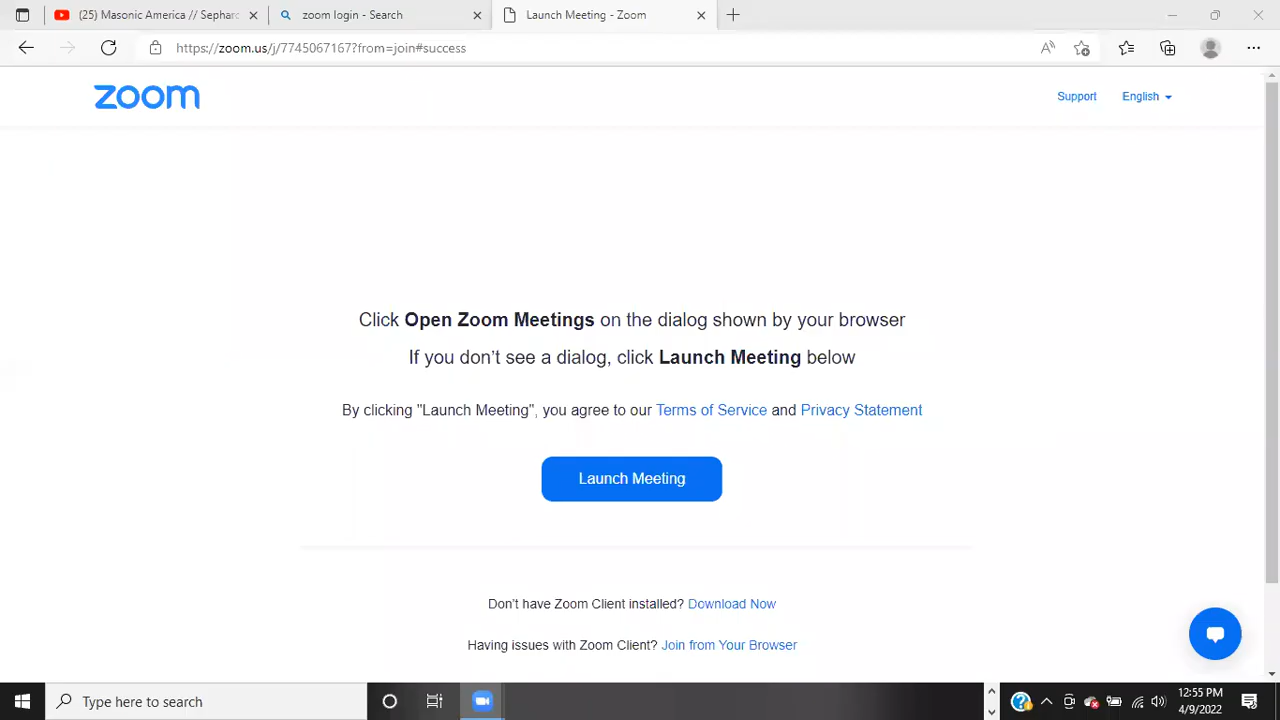 (25) Masonic America // Sephar
zoom login - Search
Launch Meeting - Zoom
https://zoom.us/j/7745067167?from=join#success
zoom
Support
English
Click Open Zoom Meetings on the dialog shown by your browser
If you don't see a dialog, click Launch Meeting below
By clicking "Launch Meeting", you agree to our Terms of Service and Privacy Statement
Launch Meeting
Don't have Zoom Client installed? Download Now
Having issues with Zoom Client? Join from Your Browser
Type here to search
12:55 PM
4/9/2022